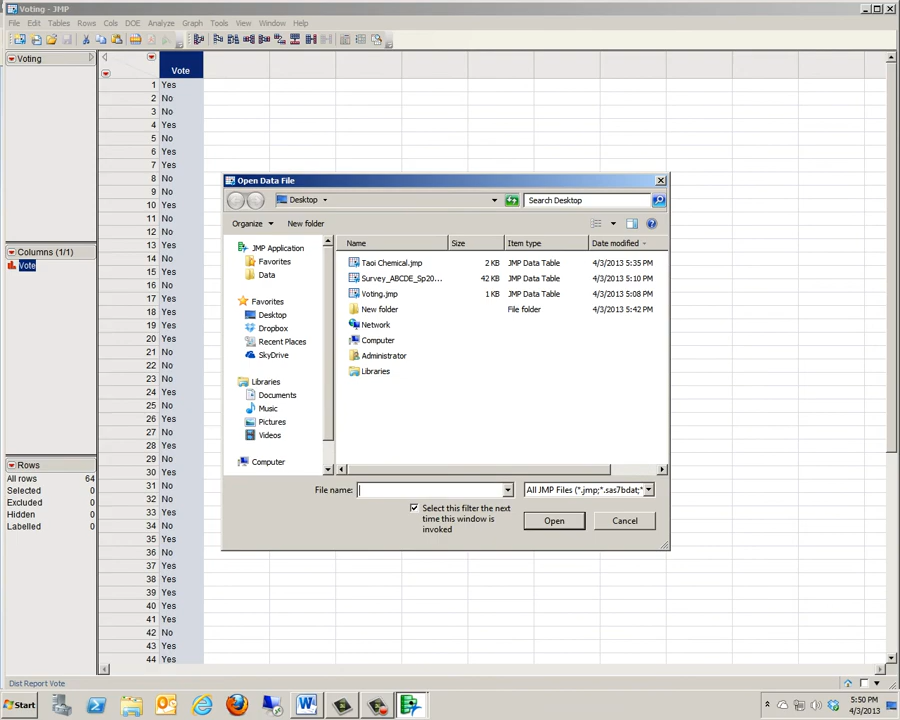 Voting - JMP
File Edit Tables Rows Cols DOE Analyze Graph Tools View Window Help
Voting
Vote
1 Yes
2 No
3 No
4 Yes
5 No
6 Yes
7 Yes
8 No
9 No
10 Yes
11 No
12 No
13 Yes
14 No
15 Yes
16 No
17 Yes
18 Yes
19 Yes
20 Yes
21 No
22 No
23 No
24 Yes
25 No
26 Yes
27 No
28 Yes
29 No
30 Yes
31 No
32 No
33 Yes
34 No
35 Yes
36 No
37 Yes
38 Yes
39 Yes
40 Yes
41 Yes
42 No
43 Yes
44 Yes
Columns (1/1)
Vote
Rows
All rows 64
Selected 0
Excluded 0
Hidden 0
Labelled 0
Open Data File
Desktop
Search Desktop
Organize New folder
JMP Application
Favorites
Data
Favorites
Desktop
Dropbox
Recent Places
SkyDrive
Libraries
Documents
Music
Pictures
Videos
Computer
Name Size Item type Date modified
Taoi Chemical.jmp 2 KB JMP Data Table 4/3/2013 5:35 PM
Survey_ABCDE_Sp20... 42 KB JMP Data Table 4/3/2013 5:10 PM
Voting.jmp 1 KB JMP Data Table 4/3/2013 5:08 PM
New folder File folder 4/3/2013 5:42 PM
Network
Computer
Administrator
Libraries
File name: All JMP Files (*.jmp;*.sas7bdat;*
Select this filter the next
time this window is
invoked
Open Cancel
Dist Report Vote
Start
5:50 PM
4/3/2013